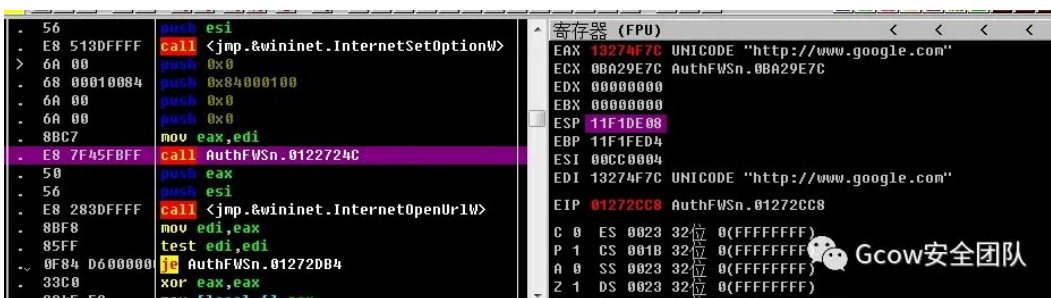 . 56 push esi
. E8 513DFFFF call <jmp.&wininet.InternetSetOptionW>
> 6A 00 push 0x0
. 68 00010084 push 0x84000100
. 6A 00 push 0x0
. 6A 00 push 0x0
. 8BC7 mov eax,edi
. E8 7F45FBFF call AuthFWSn.0122724C
. 50 push eax
. 56 push esi
. E8 283DFFFF call <jmp.&wininet.InternetOpenUrlW>
. 8BF8 mov edi,eax
. 85FF test edi,edi
. 0F84 D600000 je AuthFWSn.01272DB4
. 33C0 xor eax,eax
寄存器 (FPU) < < < <
EAX 13274F7C UNICODE "http://www.google.com"
ECX 0BA29E7C AuthFWSn.0BA29E7C
EDX 00000000
EBX 00000000
ESP 11F1DE08
EBP 11F1FED4
ESI 00CC0004
EDI 13274F7C UNICODE "http://www.google.com"
EIP 01272CC8 AuthFWSn.01272CC8
C 0 ES 0023 32位 0(FFFFFFFF)
P 1 CS 001B 32位 0(FFFFFFFF)
A 0 SS 0023 32位 0(FFFFFFFF)
Z 1 DS 0023 32位 0(FFFFFFFF)
Gcow安全团队